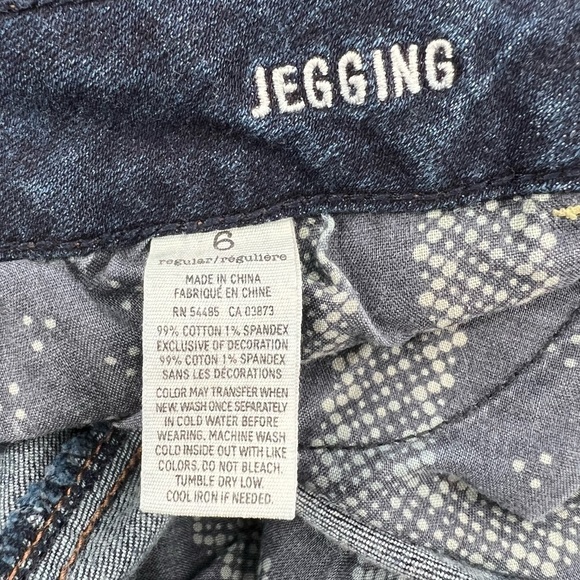 JEGGING
6
regular/régulière
MADE IN CHINA
FABRIQUÉ EN CHINE
RN 54485 CA 03873
99% COTTON 1% SPANDEX
EXCLUSIVE OF DECORATION
99% COTON 1% SPANDEX
SANS LES DÉCORATIONS
COLOR MAY TRANSFER WHEN
NEW. WASH ONCE SEPARATELY
IN COLD WATER BEFORE
WEARING. MACHINE WASH
COLD INSIDE OUT WITH LIKE
COLORS. DO NOT BLEACH.
TUMBLE DRY LOW.
COOL IRON IF NEEDED.